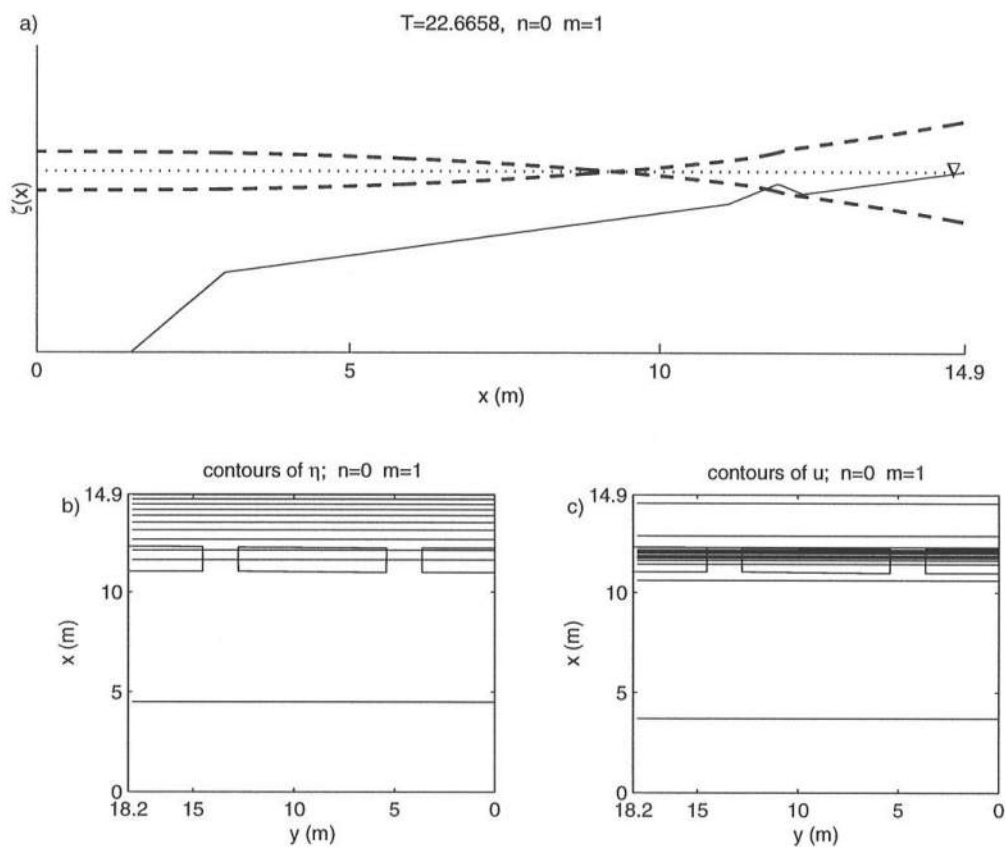 a)
T=22.6658, n=0 m=1
ζ(x)
0
5
10
14.9
x (m)
b)
contours of η; n=0 m=1
14.9
10
5
0
x (m)
18.2
15
10
5
0
y (m)
c)
contours of u; n=0 m=1
14.9
10
5
0
x (m)
18.2
15
10
5
0
y (m)